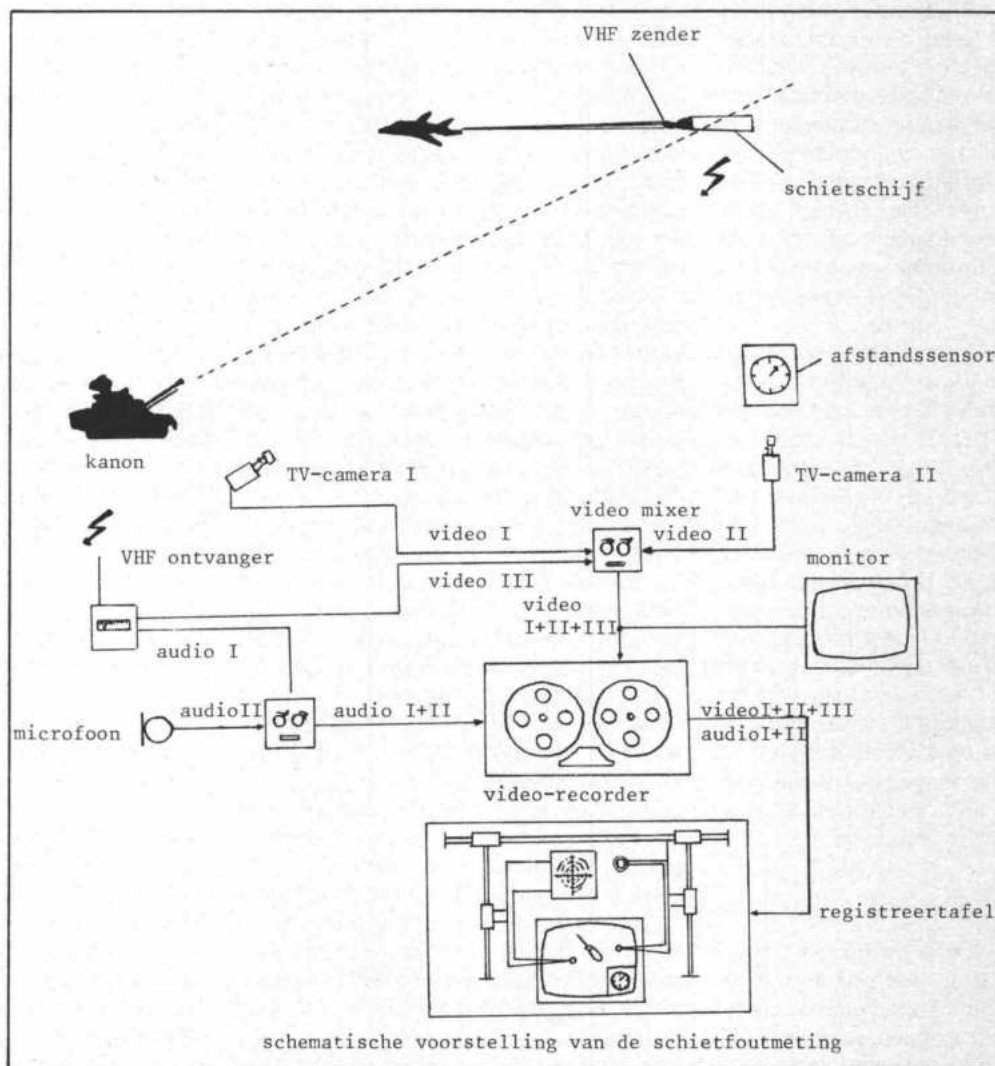 VHF zender
schietschijf
afstandssensor
kanon
TV-camera I
TV-camera II
video mixer
video I
video II
VHF ontvanger
video III
monitor
video
I+II+III
audio I
audioII
audio I+II
videoI+II+III
audioI+II
microfoon
video-recorder
registreertafel
schematische voorstelling van de schietfoutmeting